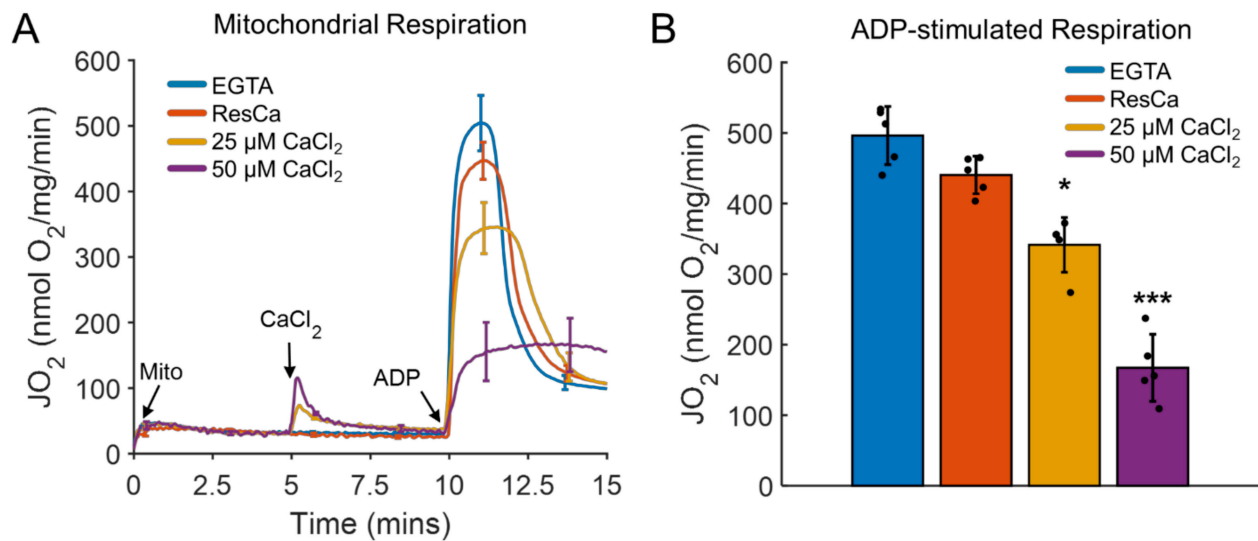 A
Mitochondrial Respiration
EGTA
ResCa
25 µM CaCl₂
50 µM CaCl₂
JO₂ (nmol O₂/mg/min)
600
500
400
300
200
100
0
Mito
CaCl₂
ADP
0 2.5 5 7.5 10 12.5 15
Time (mins)
B
ADP-stimulated Respiration
EGTA
ResCa
25 µM CaCl₂
50 µM CaCl₂
JO₂ (nmol O₂/mg/min)
600
500
400
300
200
100
0
*
***